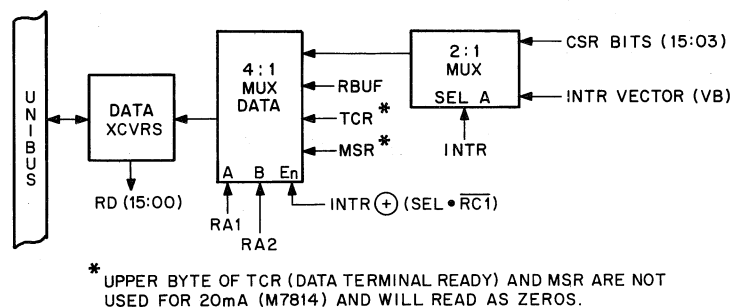 UNIBUS
DATA
XCVRS
RD (15:00)
4:1
MUX
DATA
A B En
RA1
RA2
RBUF
TCR*
MSR*
INTR ⊕ (SEL • R̅C̅1̅)
2:1
MUX
SEL A
INTR
CSR BITS (15:03)
INTR VECTOR (VB)
* UPPER BYTE OF TCR (DATA TERMINAL READY) AND MSR ARE NOT
USED FOR 20mA (M7814) AND WILL READ AS ZEROS.